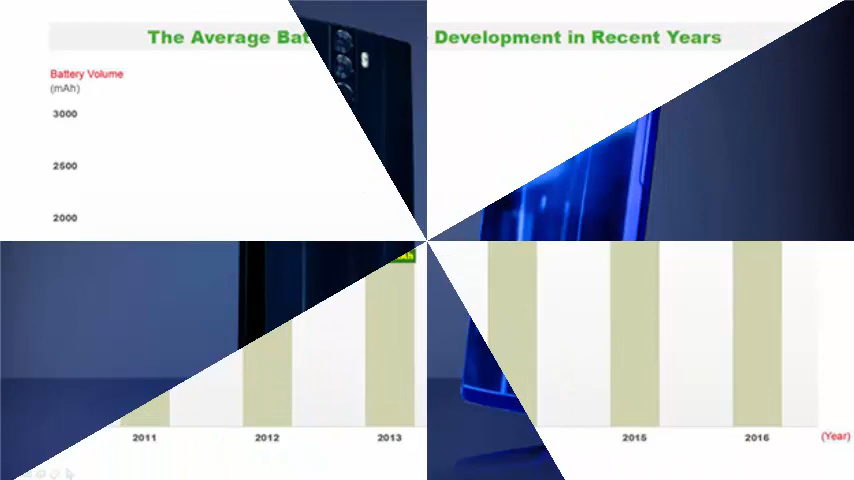 The Average Bat
Development in Recent Years
Battery Volume
(mAh)
3000
2500
2000
2011
2012
2013
2015
2016
(Year)